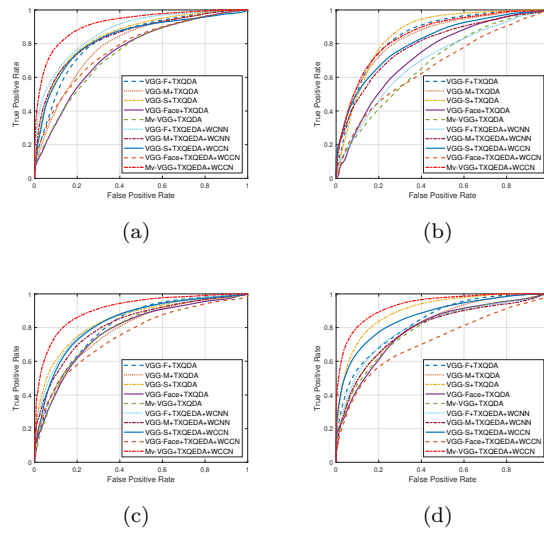 1
0.8
0.6
0.4
0.2
0
True Positive Rate
VGG-F+TXQDA
VGG-M+TXQDA
VGG-S+TXQDA
VGG-Face+TXQDA
Mv-VGG+TXQDA
VGG-F+TXQEDA+WCNN
VGG-M+TXQEDA+WCNN
VGG-S+TXQEDA+WCCN
VGG-Face+TXQEDA+WCCN
Mv-VGG+TXQEDA+WCCN
0 0.2 0.4 0.6 0.8 1
False Positive Rate
(a)
1
0.8
0.6
0.4
0.2
0
True Positive Rate
VGG-F+TXQDA
VGG-M+TXQDA
VGG-S+TXQDA
VGG-Face+TXQDA
Mv-VGG+TXQDA
VGG-F+TXQEDA+WCNN
VGG-M+TXQEDA+WCNN
VGG-S+TXQEDA+WCCN
VGG-Face+TXQEDA+WCCN
Mv-VGG+TXQEDA+WCCN
0 0.2 0.4 0.6 0.8
False Positive Rate
(b)
1
0.8
0.6
0.4
0.2
0
True Positive Rate
VGG-F+TXQDA
VGG-M+TXQDA
VGG-S+TXQDA
VGG-Face+TXQDA
Mv-VGG+TXQDA
VGG-F+TXQEDA+WCNN
VGG-M+TXQEDA+WCNN
VGG-S+TXQEDA+WCCN
VGG-Face+TXQEDA+WCCN
Mv-VGG+TXQEDA+WCCN
0 0.2 0.4 0.6 0.8 1
False Positive Rate
(c)
1
0.8
0.6
0.4
0.2
0
True Positive Rate
VGG-F+TXQDA
VGG-M+TXQDA
VGG-S+TXQDA
VGG-Face+TXQDA
Mv-VGG+TXQDA
VGG-F+TXQEDA+WCNN
VGG-M+TXQEDA+WCNN
VGG-S+TXQEDA+WCCN
VGG-Face+TXQEDA+WCCN
Mv-VGG+TXQEDA+WCCN
0 0.2 0.4 0.6 0.8
False Positive Rate
(d)